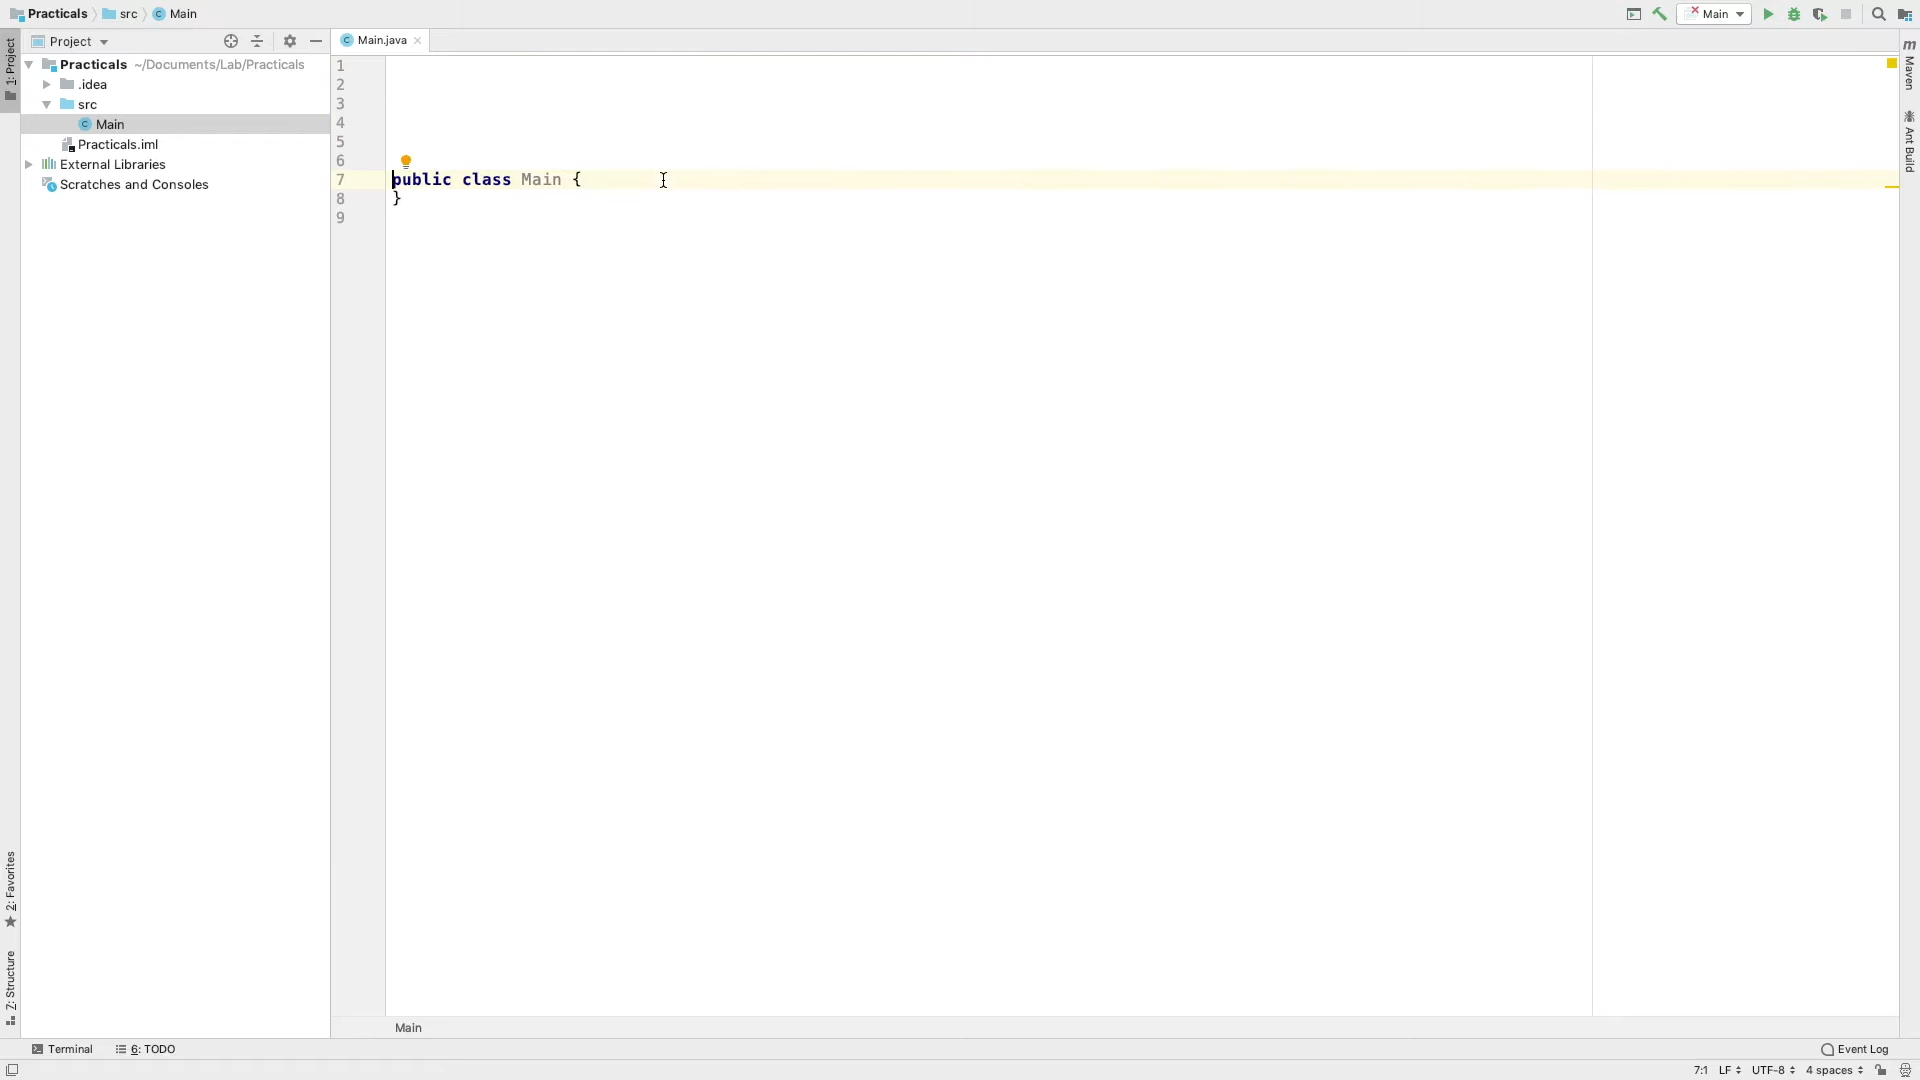 Practicals src Main
Main
Project
Main.java
1: Project
Practicals ~/Documents/Lab/Practicals
.idea
src
Main
Practicals.iml
External Libraries
Scratches and Consoles
1
2
3
4
5
6
7 public class Main {
8 }
9
m Maven
Ant Build
2: Favorites
Z: Structure
Main
Terminal 6: TODO
Event Log
7:1 LF UTF-8 4 spaces